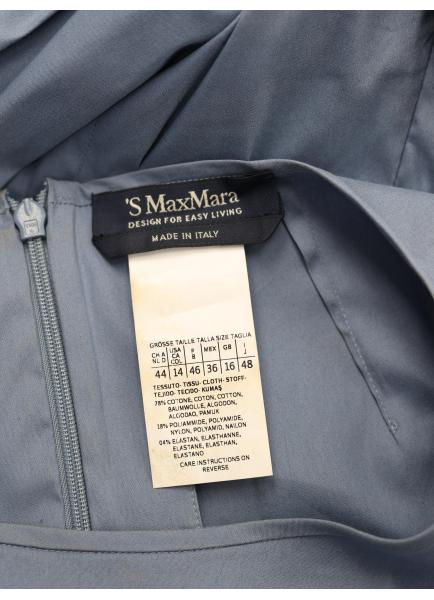 'S MaxMara
DESIGN FOR EASY LIVING
MADE IN ITALY
GRÖSSE TAILLE TALLA SIZE TAGLIA
CH A NL D USA CA CO F B MEX GB I J
44 14 46 36 16 48
TESSUTO- TISSU- CLOTH- STOFF-
TEJIDO- TECIDO- KUMAŞ
78% COTONE, COTON, COTTON,
BAUMWOLLE, ALGODON,
ALGODAO, PAMUK
18% POLIAMMIDE, POLYAMIDE,
NYLON, POLYAMID, NAILON
04% ELASTAN, ELASTHANNE,
ELASTANE, ELASTHAN,
ELASTANO
CARE INSTRUCTIONS ON
REVERSE